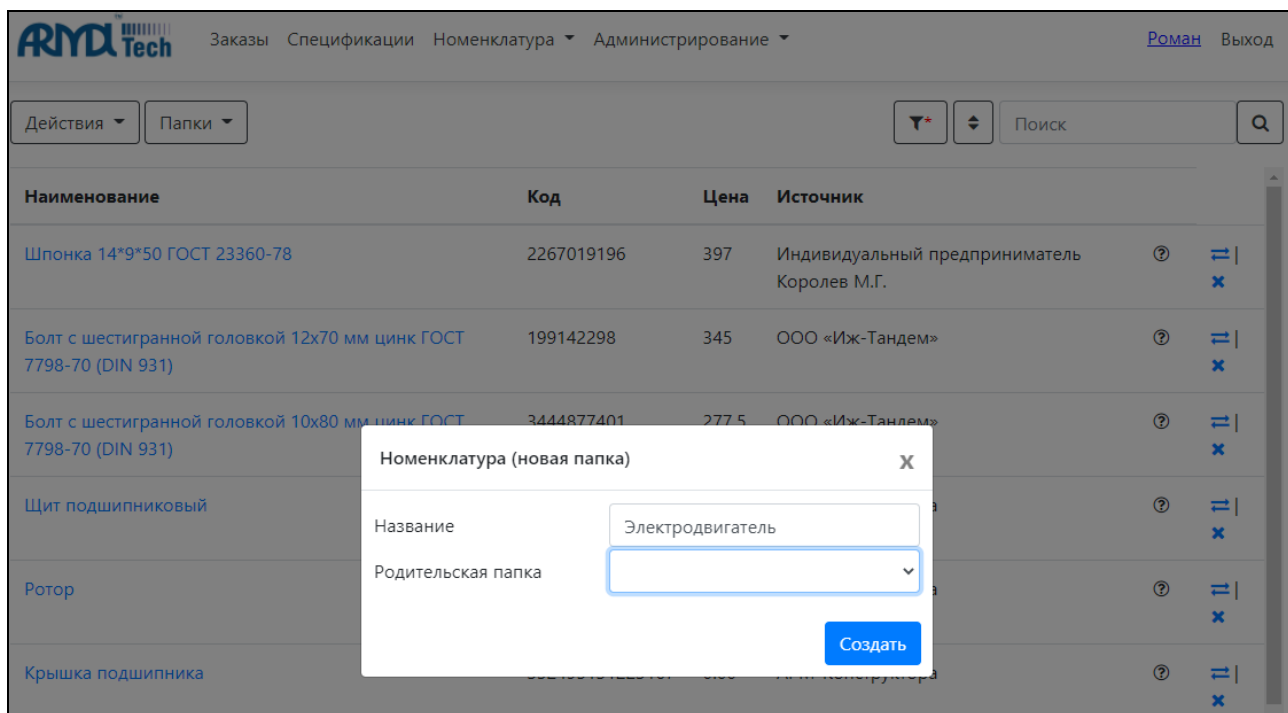 ARMA Tech™ Заказы Спецификации Номенклатура Администрирование Роман Выход
Действия Папки * Поиск
Наименование Код Цена Источник
Шпонка 14*9*50 ГОСТ 23360-78 2267019196 397 Индивидуальный предприниматель
Королев М.Г.
Болт с шестигранной головкой 12х70 мм цинк ГОСТ 199142298 345 ООО «Иж-Тандем»
7798-70 (DIN 931)
Болт с шестигранной головкой 10х80 мм цинк ГОСТ 3444877401 277.5 ООО «Иж-Тандем»
7798-70 (DIN 931)
Номенклатура (новая папка) X
Щит подшипниковый
Название Электродвигатель
Родительская папка
Ротор
Создать
Крышка подшипника